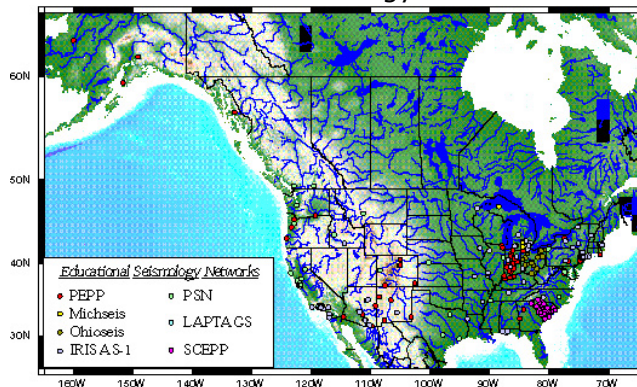 60N
50N
40N
30N
Educational Seismology Networks
PEPP
Michseis
Ohioseis
IRIS AS-1
PSN
LAPTAGS
SCEPP
160W 150W 140W 130W 120W 110W 100W 90W 80W 70W